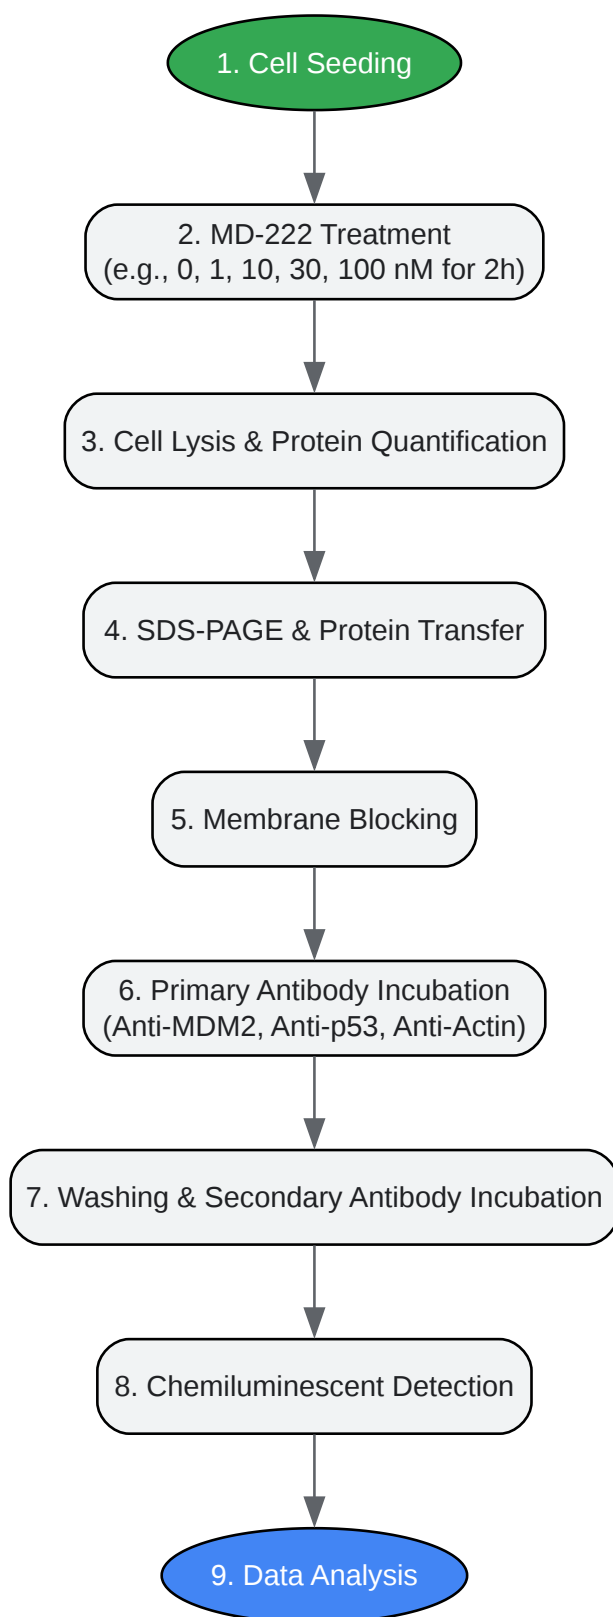 1. Cell Seeding
2. MD-222 Treatment
(e.g., 0, 1, 10, 30, 100 nM for 2h)
3. Cell Lysis & Protein Quantification
4. SDS-PAGE & Protein Transfer
5. Membrane Blocking
6. Primary Antibody Incubation
(Anti-MDM2, Anti-p53, Anti-Actin)
7. Washing & Secondary Antibody Incubation
8. Chemiluminescent Detection
9. Data Analysis